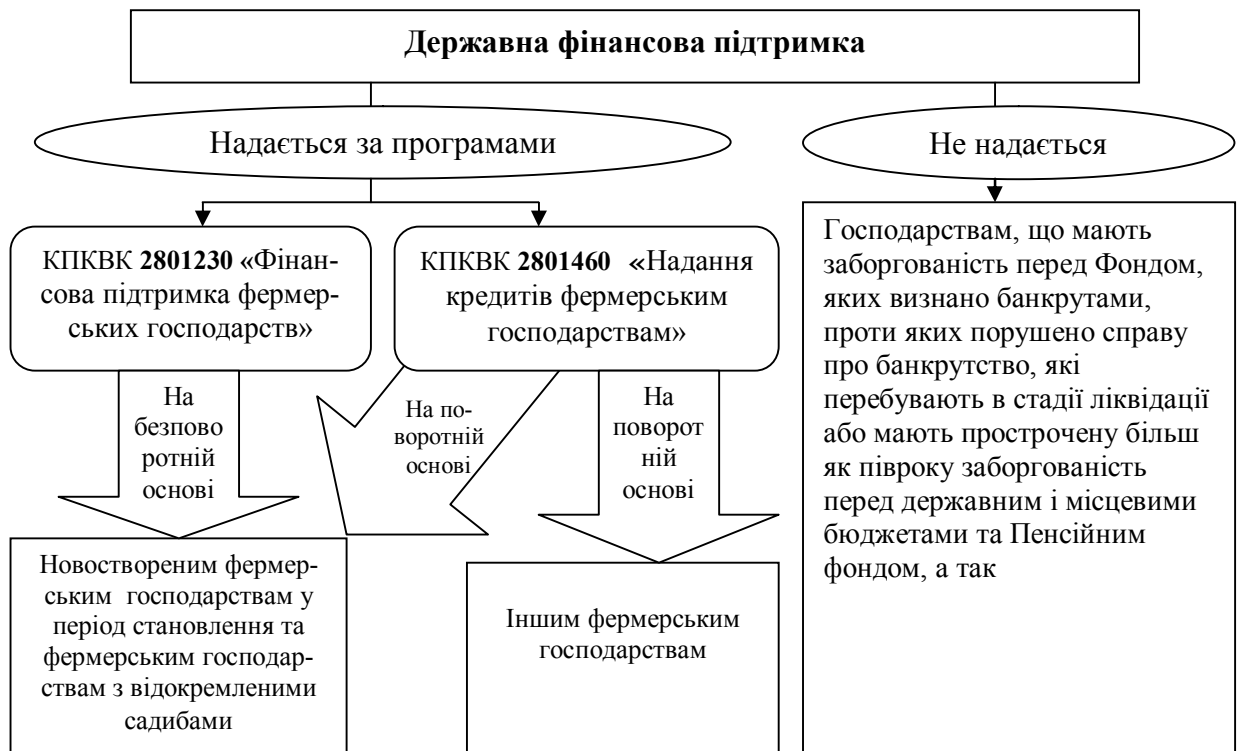 Державна фінансова підтримка
Надається за програмами
Не надається
КПКВК 2801230 «Фінан-
сова підтримка фермер-
ських господарств»
КПКВК 2801460 «Надання
кредитів фермерським
господарствам»
Господарствам, що мають
заборгованість перед Фондом,
яких визнано банкрутами,
проти яких порушено справу
про банкрутство, які
перебувають в стадії ліквідації
або мають прострочену більш
як півроку заборгованість
перед державним і місцевими
бюджетами та Пенсійним
фондом, а так
На
безпово
ротній
основі
На по-
воротній
основі
На
поворот
ній
основі
Новоствореним фермер-
ським господарствам у
період становлення та
фермерським господар-
ствам з відокремленими
садибами
Іншим фермерським
господарствам